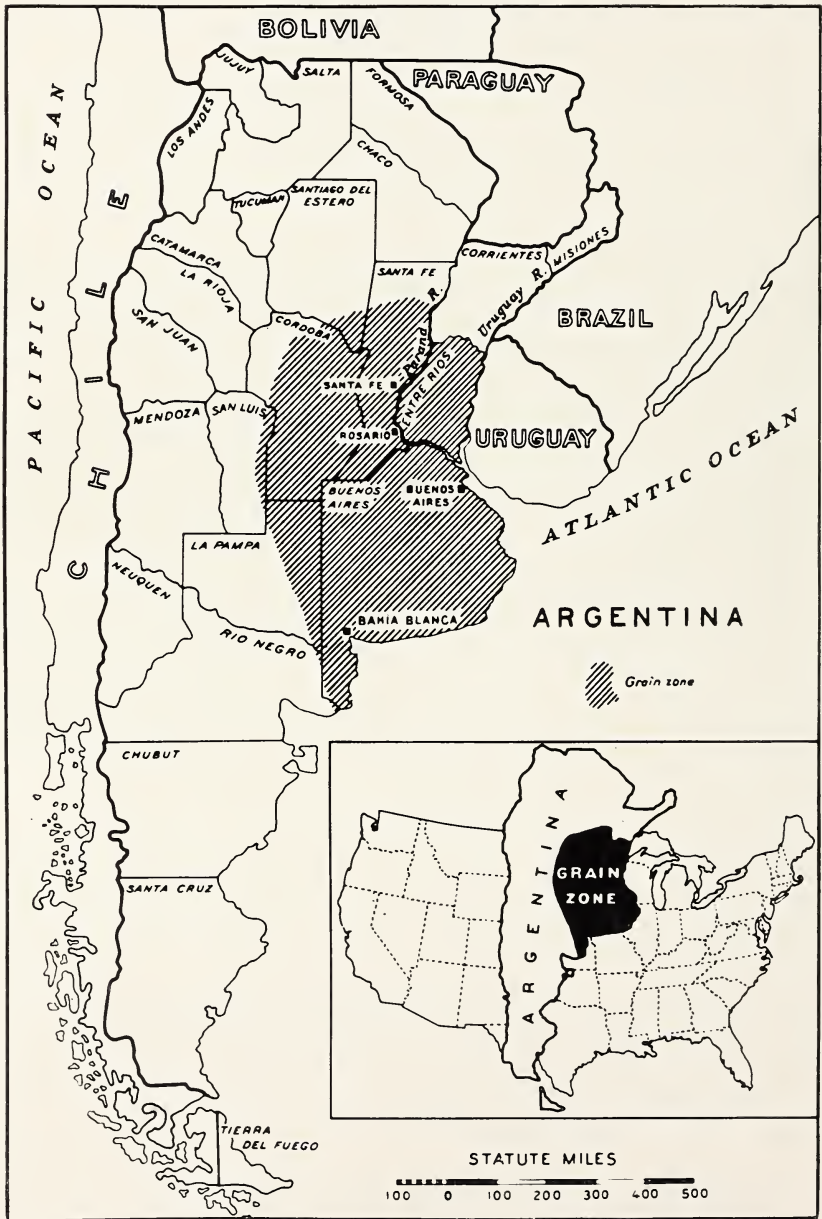 BOLIVIA
JUJUY
SALTA
FORMOSA
PARAGUAY
LOS ANDES
CHACO
PACIFIC OCEAN
CHILE
TUCUMAN
SANTIAGO DEL
ESTERO
CATAMARCA
LA RIOJA
SANTA FE
CORRIENTES
MISIONES
Uruguay R.
Paraná R.
SAN JUAN
CORDOBA
BRAZIL
SANTA FE
ENTRE RIOS
MENDOZA
SAN LUIS
ROSARIO
URUGUAY
BUENOS
AIRES
BUENOS
AIRES
ATLANTIC OCEAN
LA PAMPA
NEUQUEN
RIO NEGRO
BAHIA BLANCA
ARGENTINA
Grain zone
CHUBUT
SANTA CRUZ
TIERRA
DEL FUEGO
ARGENTINA
GRAIN
ZONE
STATUTE MILES
100 0 100 200 300 400 500